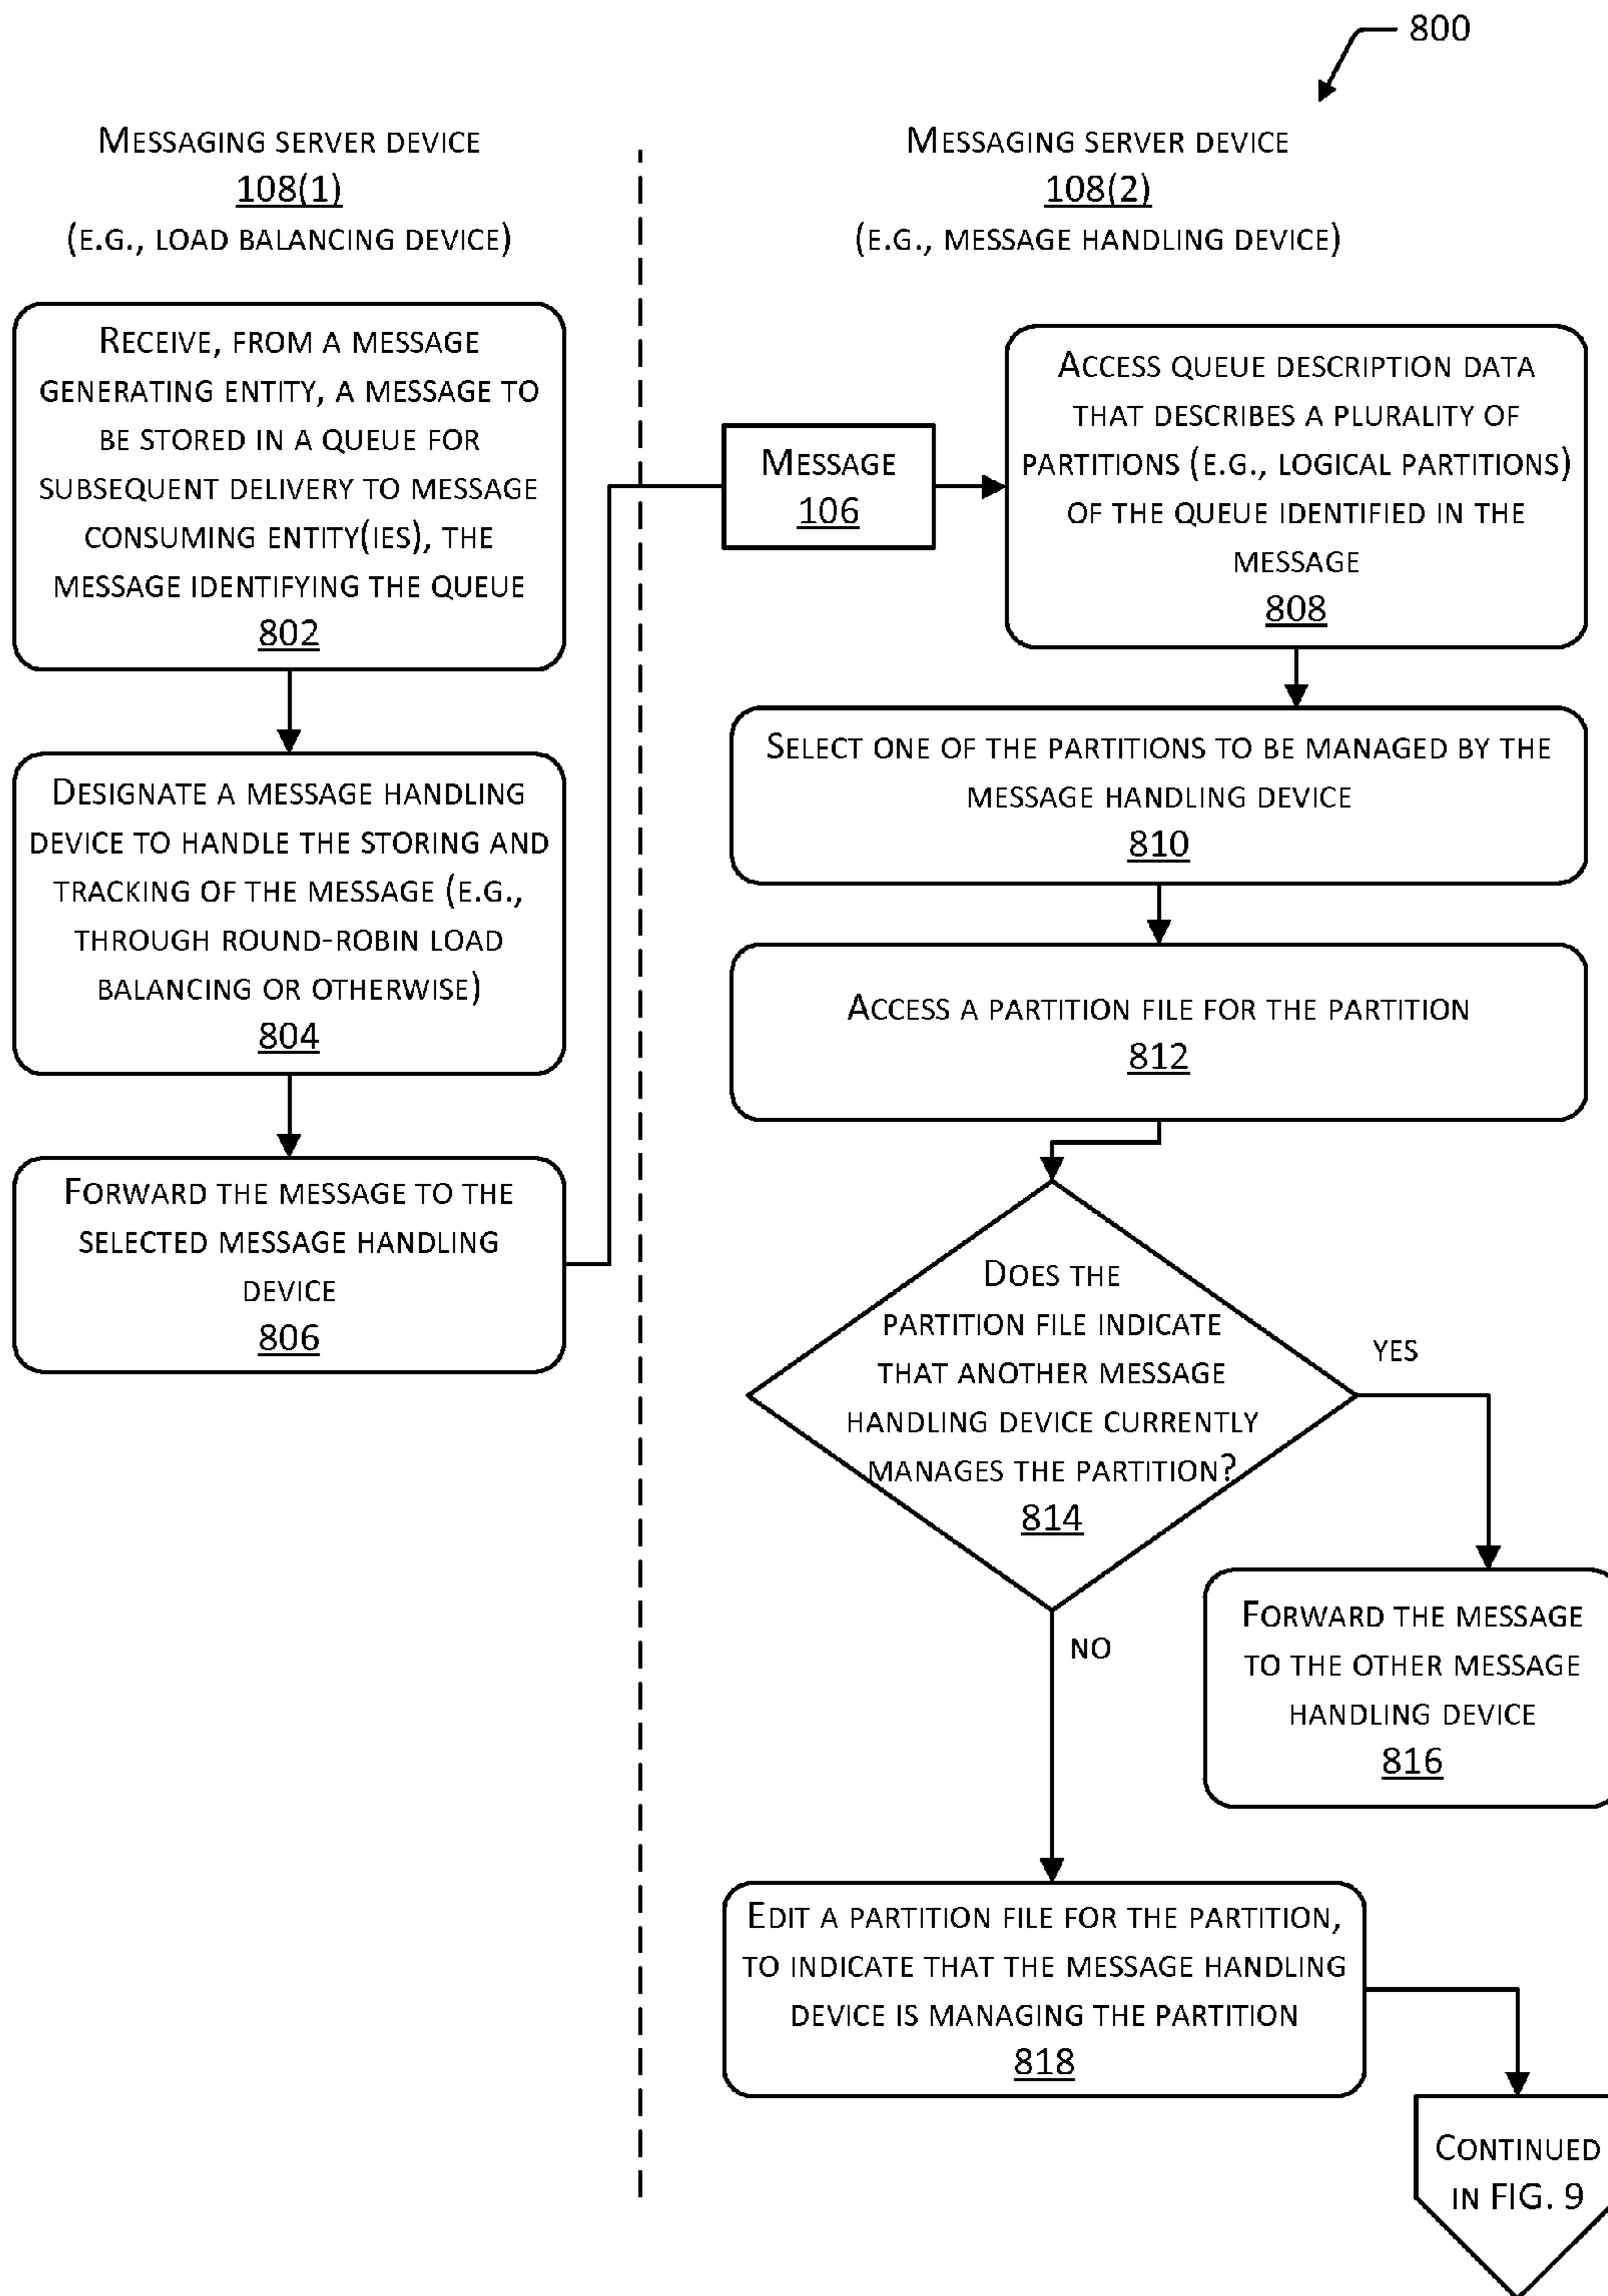 800
Messaging server device
108(1)
(e.g., load balancing device)
Messaging server device
108(2)
(e.g., message handling device)
Receive, from a message
generating entity, a message to
be stored in a queue for
subsequent delivery to message
consuming entity(ies), the
message identifying the queue
802
Designate a message handling
device to handle the storing and
tracking of the message (e.g.,
through round-robin load
balancing or otherwise)
804
Forward the message to the
selected message handling
device
806
Message
106
Access queue description data
that describes a plurality of
partitions (e.g., logical partitions)
of the queue identified in the
message
808
Select one of the partitions to be managed by the
message handling device
810
Access a partition file for the partition
812
Does the
partition file indicate
that another message
handling device currently
manages the partition?
814
yes
Forward the message
to the other message
handling device
816
no
Edit a partition file for the partition,
to indicate that the message handling
device is managing the partition
818
Continued
in FIG. 9